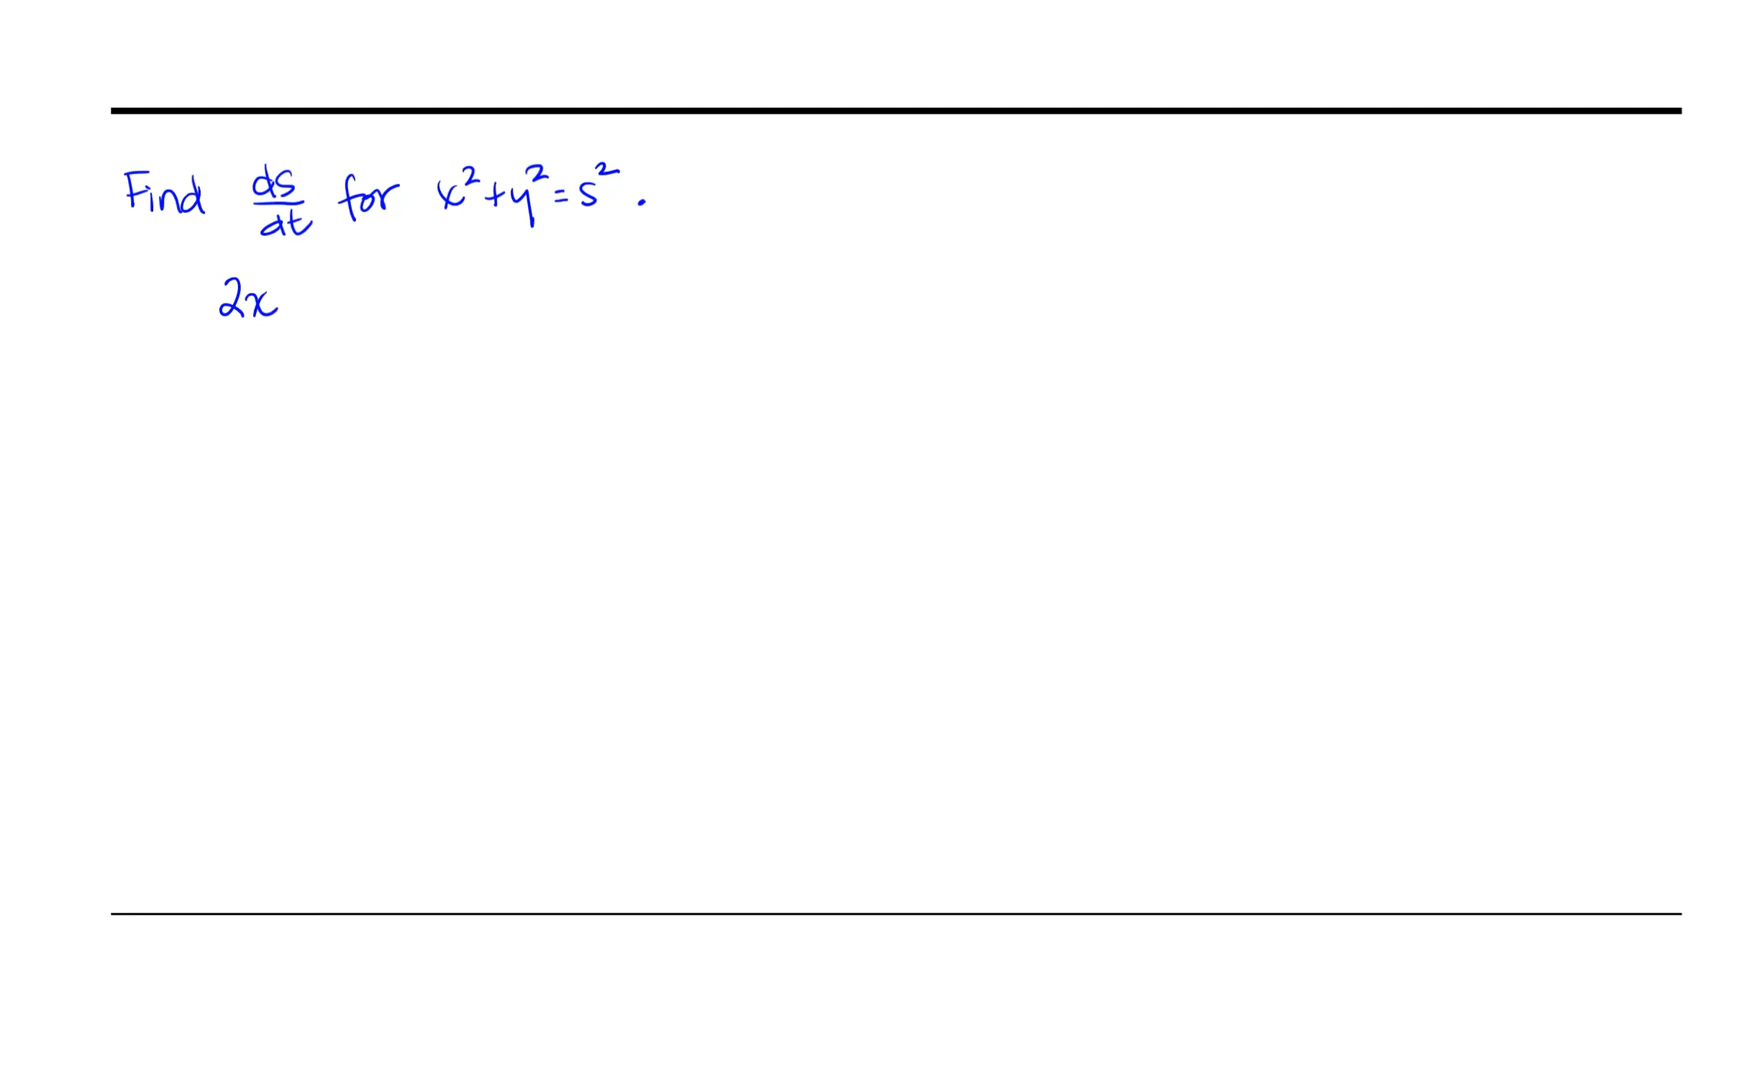 Find ds/dt for x²+y²=s².
2x